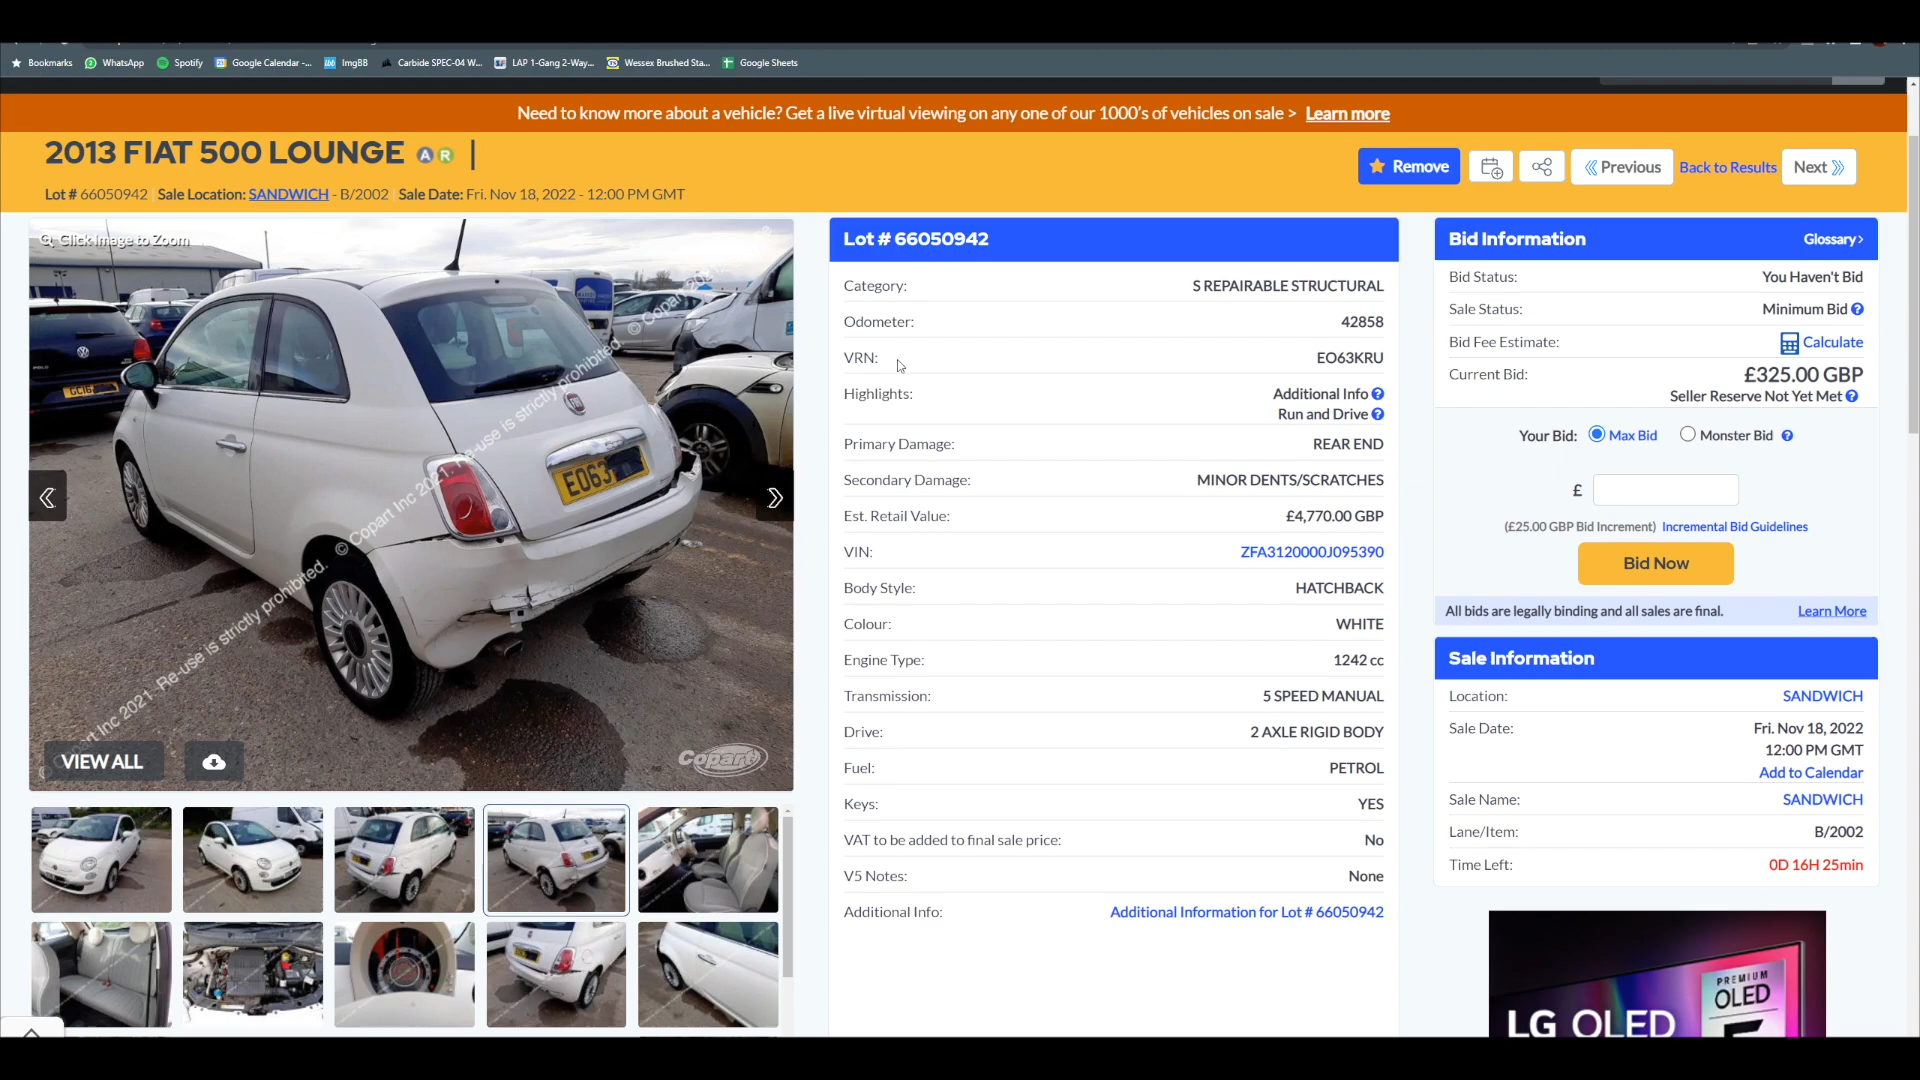 Bookmarks WhatsApp Spotify Google Calendar -... ImgBB Carbide SPEC-04 W... LAP 1-Gang 2-Way... Wessex Brushed Sta... Google Sheets
Need to know more about a vehicle? Get a live virtual viewing on any one of our 1000's of vehicles on sale > Learn more
2013 FIAT 500 LOUNGE A R |
Remove Previous Back to Results Next
Lot # 66050942 Sale Location: SANDWICH - B/2002 Sale Date: Fri. Nov 18, 2022 - 12:00 PM GMT
Click Image to Zoom
© Copart Inc 2021. Re-use is strictly prohibited.
© Copart
EO63
Copart
VIEW ALL
Lot # 66050942
Category: S REPAIRABLE STRUCTURAL
Odometer: 42858
VRN: EO63KRU
Highlights: Additional Info
Run and Drive
Primary Damage: REAR END
Secondary Damage: MINOR DENTS/SCRATCHES
Est. Retail Value: £4,770.00 GBP
VIN: ZFA3120000J095390
Body Style: HATCHBACK
Colour: WHITE
Engine Type: 1242 cc
Transmission: 5 SPEED MANUAL
Drive: 2 AXLE RIGID BODY
Fuel: PETROL
Keys: YES
VAT to be added to final sale price: No
V5 Notes: None
Additional Info: Additional Information for Lot # 66050942
Bid Information Glossary
Bid Status: You Haven't Bid
Sale Status: Minimum Bid
Bid Fee Estimate: Calculate
Current Bid: £325.00 GBP
Seller Reserve Not Yet Met
Your Bid: Max Bid Monster Bid
£
(£25.00 GBP Bid Increment) Incremental Bid Guidelines
Bid Now
All bids are legally binding and all sales are final. Learn More
Sale Information
Location: SANDWICH
Sale Date: Fri. Nov 18, 2022
12:00 PM GMT
Add to Calendar
Sale Name: SANDWICH
Lane/Item: B/2002
Time Left: 0D 16H 25min
PREMIUM
OLED
LG OLED